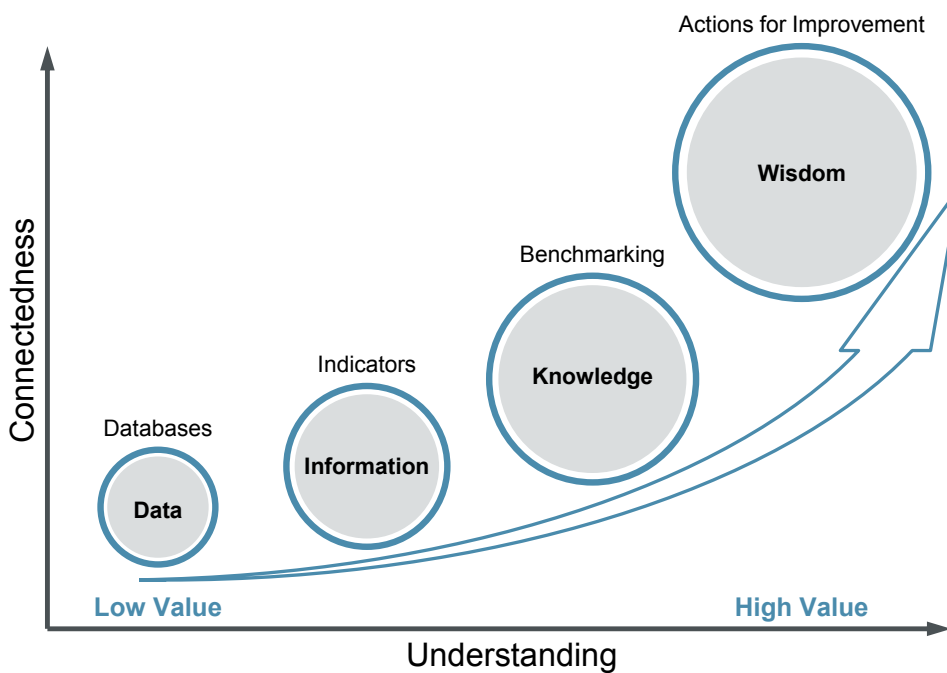 Actions for Improvement
Wisdom
Benchmarking
Knowledge
Indicators
Information
Databases
Data
Low Value
High Value
Connectedness
Understanding